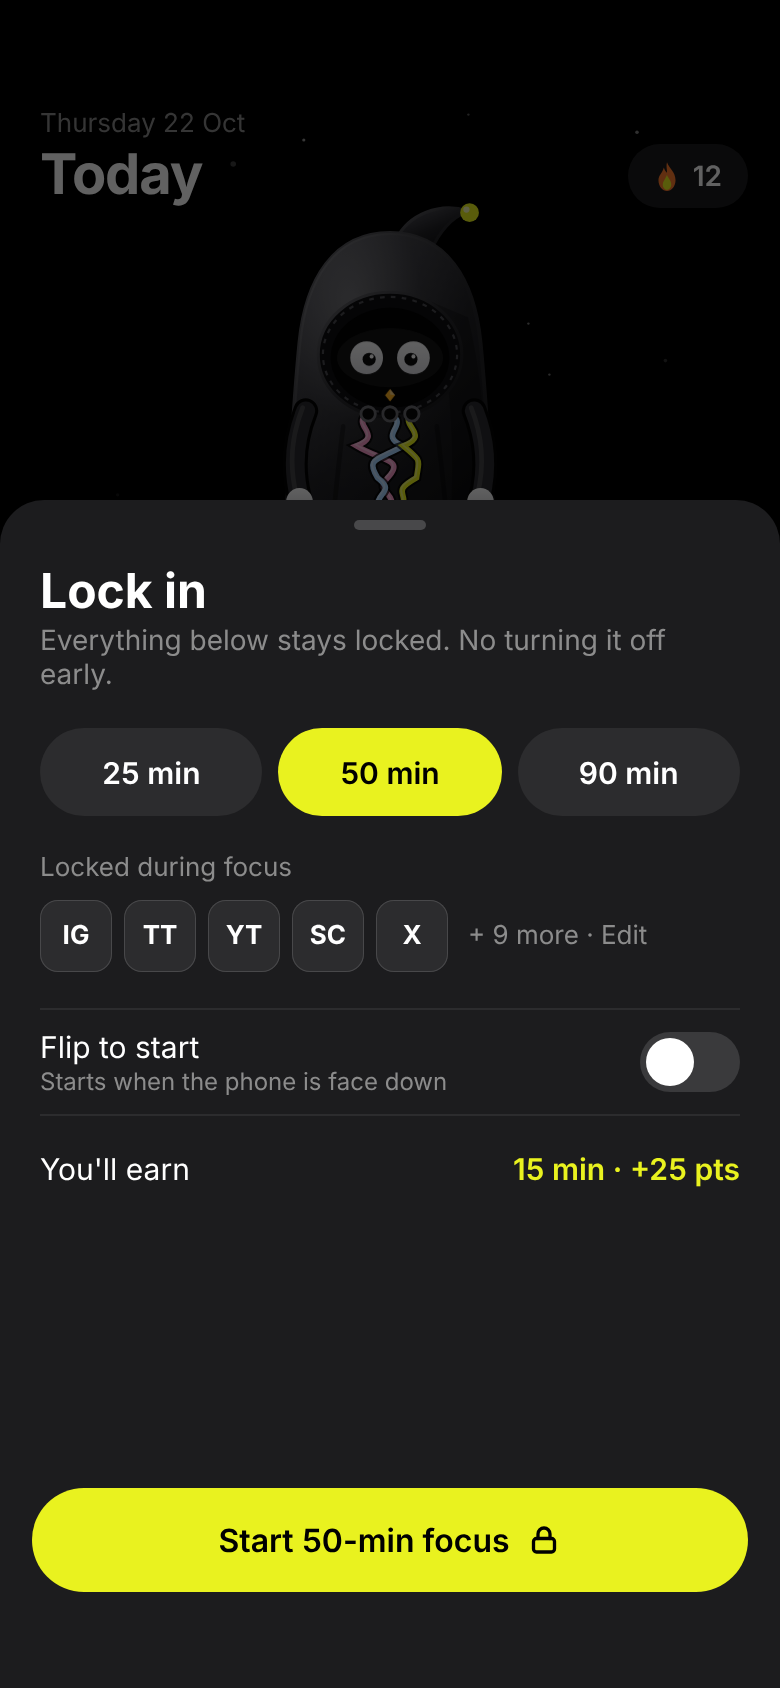 Thursday 22 Oct
Today
12
Lock in
Everything below stays locked. No turning it off
early.
25 min
50 min
90 min
Locked during focus
IG
TT
YT
SC
X
+ 9 more · Edit
Flip to start
Starts when the phone is face down
You'll earn
15 min · +25 pts
Start 50-min focus